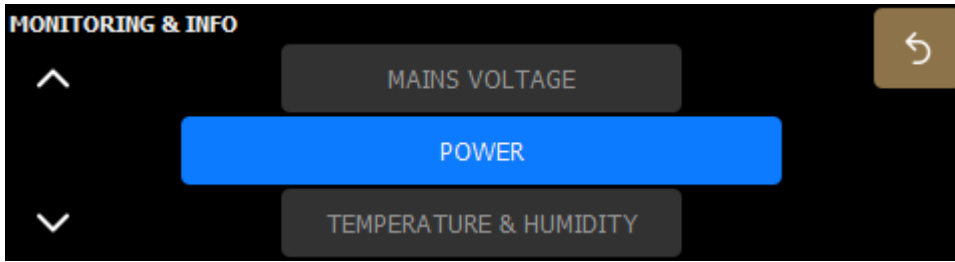 MONITORING & INFO
MAINS VOLTAGE
POWER
TEMPERATURE & HUMIDITY